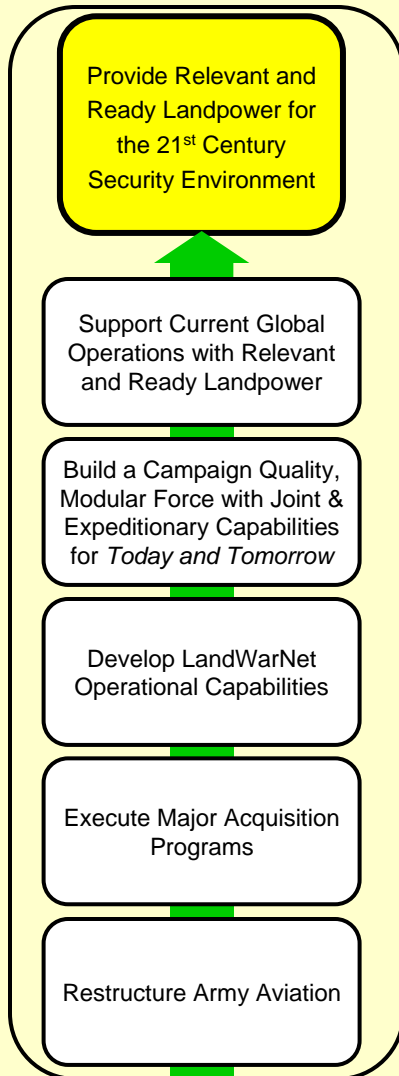 Provide Relevant and
Ready Landpower for
the 21st Century
Security Environment
Support Current Global
Operations with Relevant
and Ready Landpower
Build a Campaign Quality,
Modular Force with Joint &
Expeditionary Capabilities
for Today and Tomorrow
Develop LandWarNet
Operational Capabilities
Execute Major Acquisition
Programs
Restructure Army Aviation